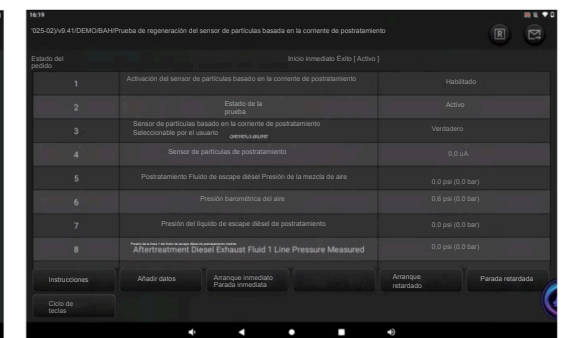 16:19
'025-02)/v9.41/DEMO/BAH/Prueba de regeneración del sensor de partículas basada en la corriente de postratamiento
R
Estado del
pedido
Inicio inmediato Éxito [ Activo ]
1
Activación del sensor de partículas basado en la corriente de postratamiento
Habilitado
2
Estado de la
prueba
Activo
3
Sensor de partículas basado en la corriente de postratamiento
Seleccionable por el usuario
Verdadero
4
Sensor de partículas de postratamiento
0,0 uA
5
Postratamiento Fluido de escape diésel Presión de la mezcla de aire
0.0 psi (0,0 bar)
6
Presión barométrica del aire
0.6 psi (0,0 bar)
7
Presión del líquido de escape diésel de postratamiento
0.0 psi (0,0 bar)
8
Aftertreatment Diesel Exhaust Fluid 1 Line Pressure Measured
0.0 psi (0,0 bar)
Instrucciones
Añadir datos
Arranque inmediato
Parada inmediata
Arranque
retardado
Parada retardada
Ciclo de
teclas